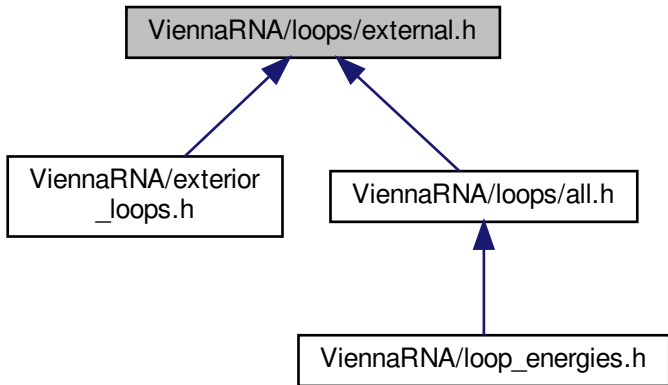 ViennaRNA/loops/external.h
ViennaRNA/exterior
_loops.h
ViennaRNA/loops/all.h
ViennaRNA/loop_energies.h